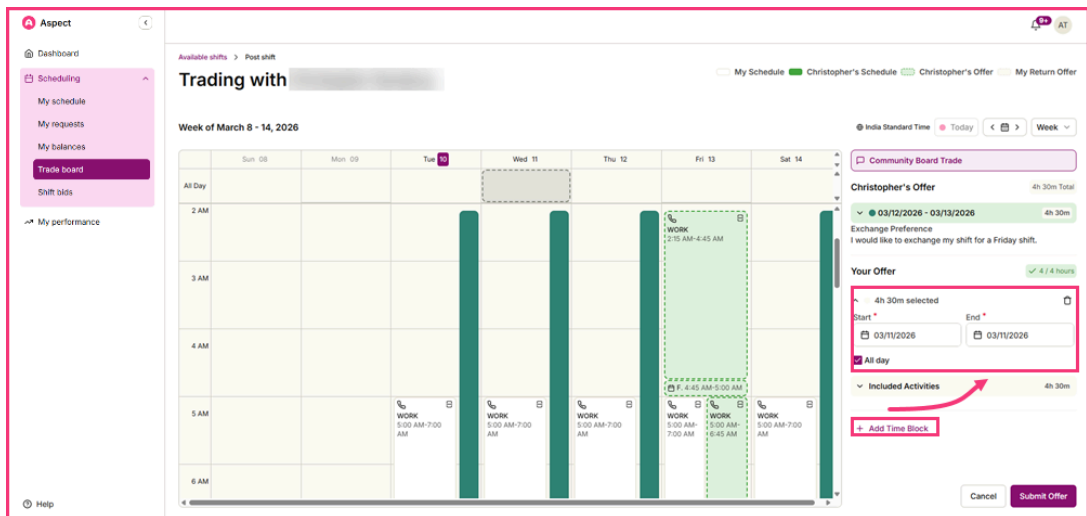 Aspect
9+
AT
Dashboard
Scheduling
My schedule
My requests
My balances
Trade board
Shift bids
My performance
Help
Available shifts > Post shift
Trading with
My Schedule Christopher's Schedule Christopher's Offer My Return Offer
Week of March 8 - 14, 2026
India Standard Time Today Week
Sun 08 Mon 09 Tue 10 Wed 11 Thu 12 Fri 13 Sat 14
All Day
2 AM
WORK
2:15 AM-4:45 AM
3 AM
4 AM
F. 4:45 AM-5:00 AM
5 AM
WORK
5:00 AM-7:00
AM
WORK
5:00 AM-7:00
AM
WORK
5:00 AM-7:00
AM
WORK
5:00 AM-
7:00 AM
WORK
5:00 AM-
6:45 AM
WORK
5:00 AM-7:00
AM
6 AM
Community Board Trade
Christopher's Offer 4h 30m Total
03/12/2026 - 03/13/2026 4h 30m
Exchange Preference
I would like to exchange my shift for a Friday shift.
Your Offer 4 / 4 hours
4h 30m selected
Start * End *
03/11/2026 03/11/2026
All day
Included Activities 4h 30m
+ Add Time Block
Cancel Submit Offer